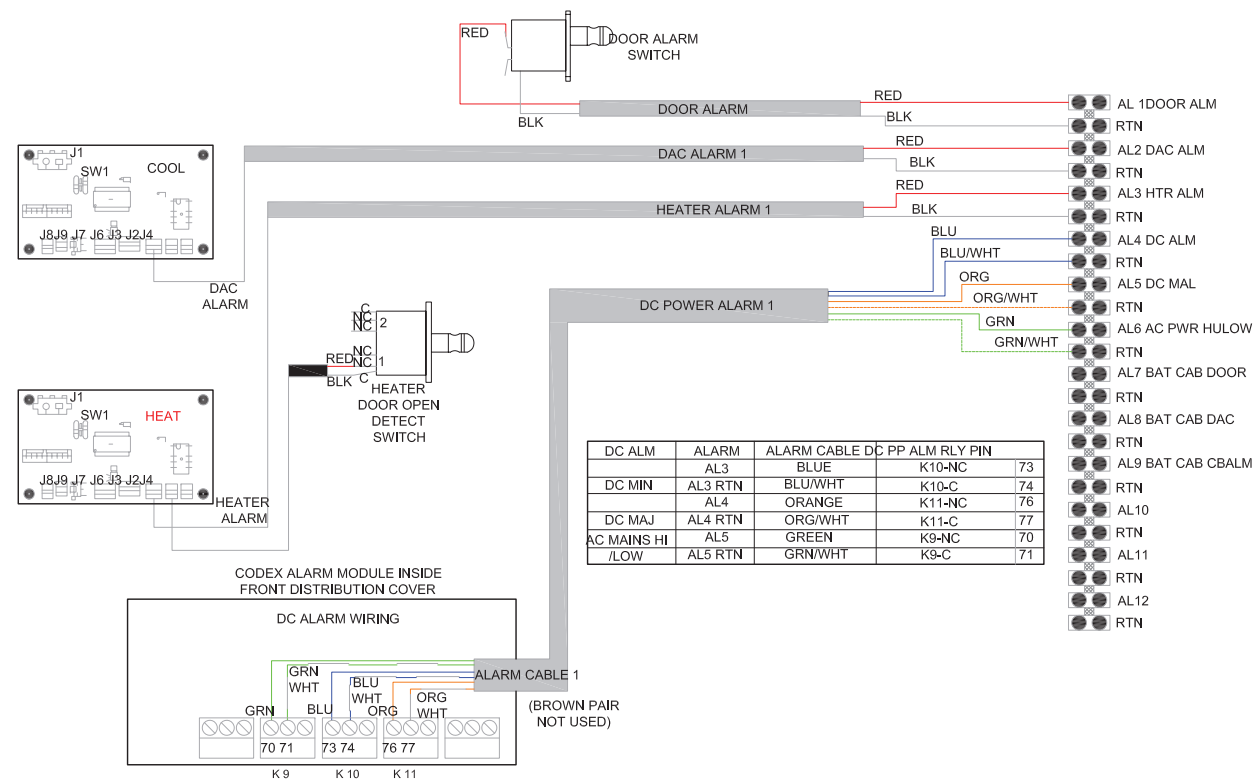 RED
DOOR ALARM
SWITCH
BLK
DOOR ALARM
RED
BLK
AL 1DOOR ALM
RTN
J1
SW1
COOL
J8J9 J7 J6 J3 J2J4
DAC
ALARM
DAC ALARM 1
RED
BLK
AL2 DAC ALM
RTN
HEATER ALARM 1
RED
BLK
AL3 HTR ALM
RTN
BLU
BLU/WHT
ORG
ORG/WHT
GRN
GRN/WHT
DC POWER ALARM 1
AL4 DC ALM
RTN
AL5 DC MAL
RTN
AL6 AC PWR HULOW
RTN
AL7 BAT CAB DOOR
RTN
AL8 BAT CAB DAC
RTN
AL9 BAT CAB CBALM
RTN
AL10
RTN
AL11
RTN
AL12
RTN
C
NC
NC
2
NC
RED NC 1
BLK C
HEATER
DOOR OPEN
DETECT
SWITCH
J1
SW1
HEAT
J8J9 J7 J6 J3 J2J4
HEATER
ALARM
DC ALM ALARM ALARM CABLE DC PP ALM RLY PIN
AL3 BLUE K10-NC 73
DC MIN AL3 RTN BLU/WHT K10-C 74
AL4 ORANGE K11-NC 76
DC MAJ AL4 RTN ORG/WHT K11-C 77
AC MAINS HI AL5 GREEN K9-NC 70
/LOW AL5 RTN GRN/WHT K9-C 71
CODEX ALARM MODULE INSIDE
FRONT DISTRIBUTION COVER
DC ALARM WIRING
ALARM CABLE 1
(BROWN PAIR
NOT USED)
GRN
WHT
BLU
WHT
ORG
WHT
GRN
BLU
ORG
70 71
73 74
76 77
K 9
K 10
K 11